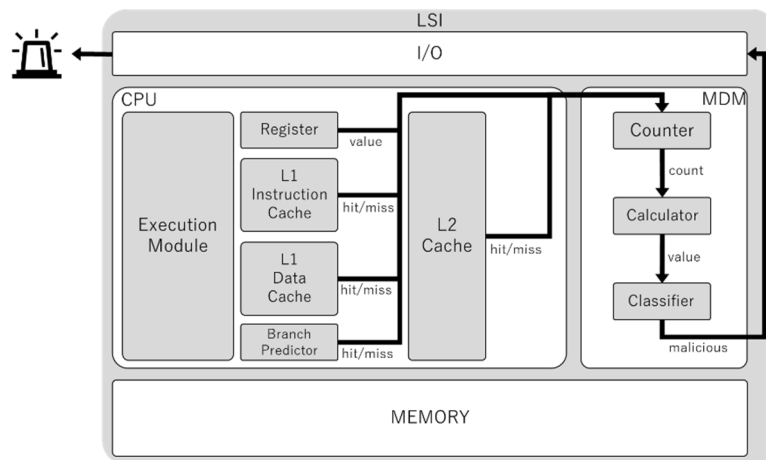 LSI
I/O
CPU
MDM
Register
value
L1
Instruction
Cache
hit/miss
L1
Data
Cache
hit/miss
Branch
Predictor
hit/miss
Execution
Module
L2
Cache
hit/miss
Counter
count
Calculator
value
Classifier
malicious
MEMORY